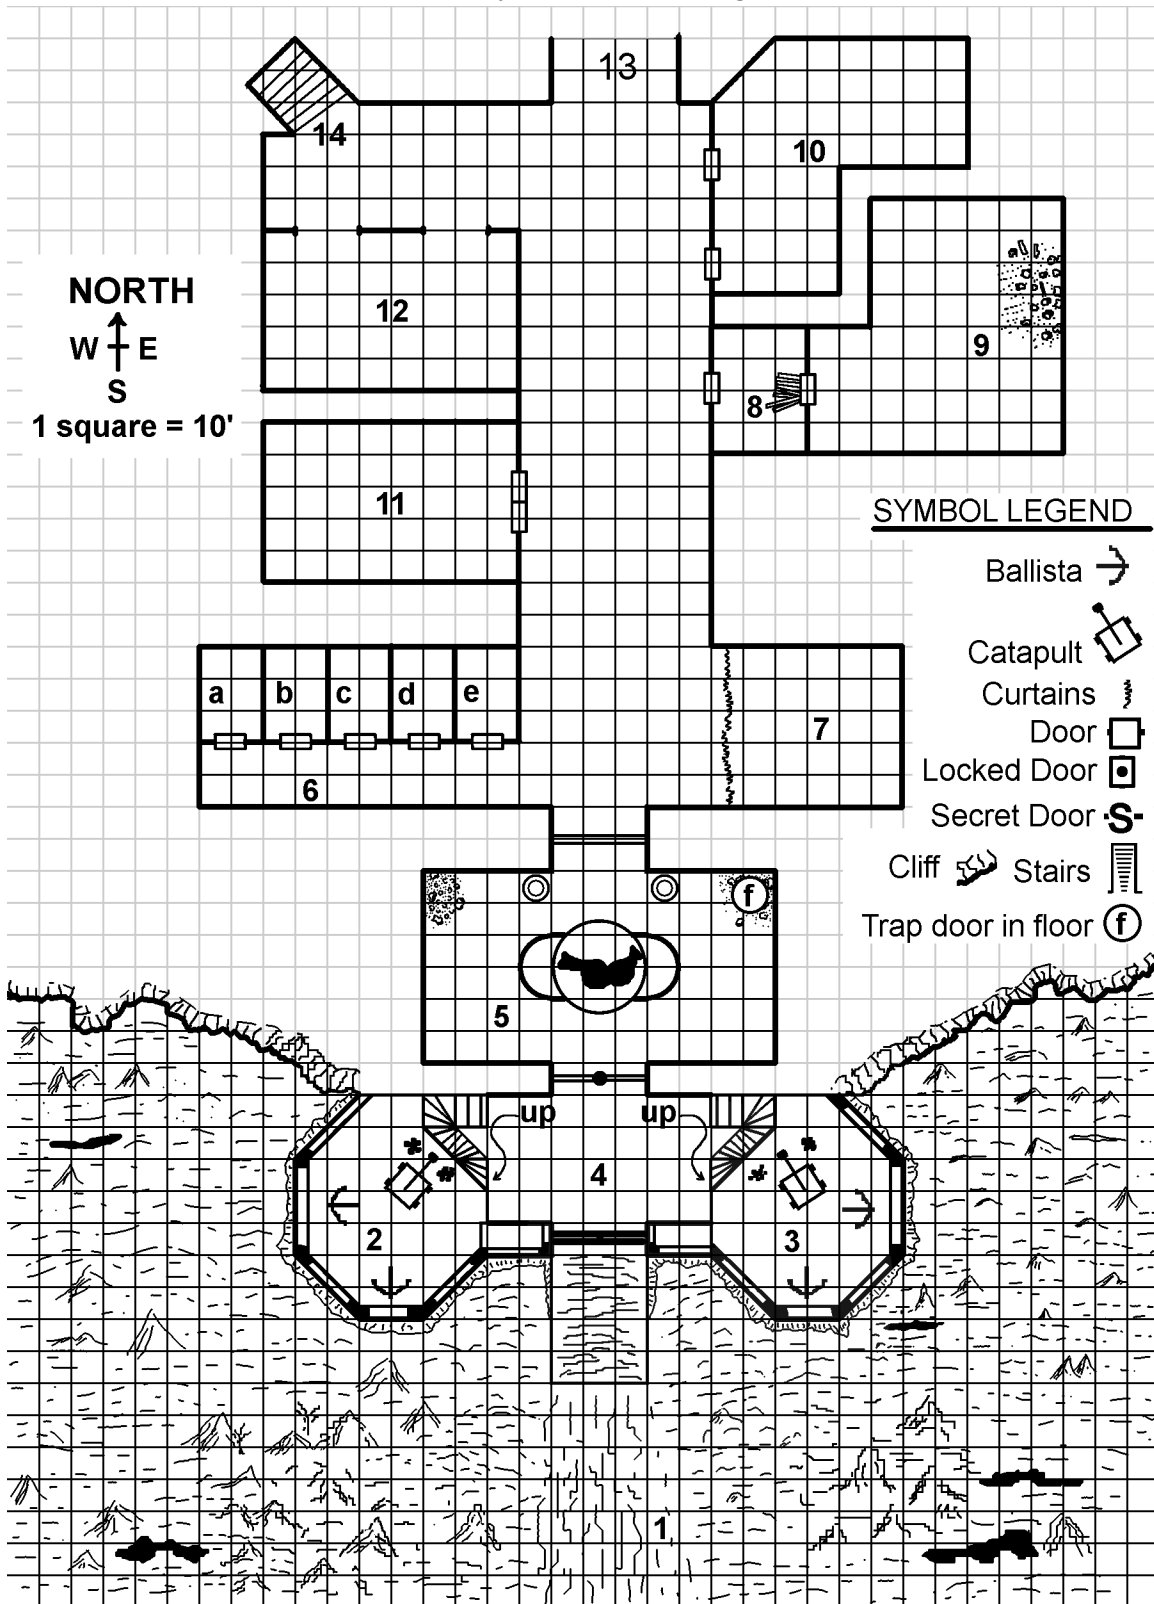 13
14
10
NORTH
W E
S
1 square = 10'
12
9
8
11
SYMBOL LEGEND
Ballista
Catapult
Curtains
Door
Locked Door
Secret Door S
Cliff Stairs
Trap door in floor f
a b c d e
7
6
f
5
up up
4
* *
* *
2 3
1